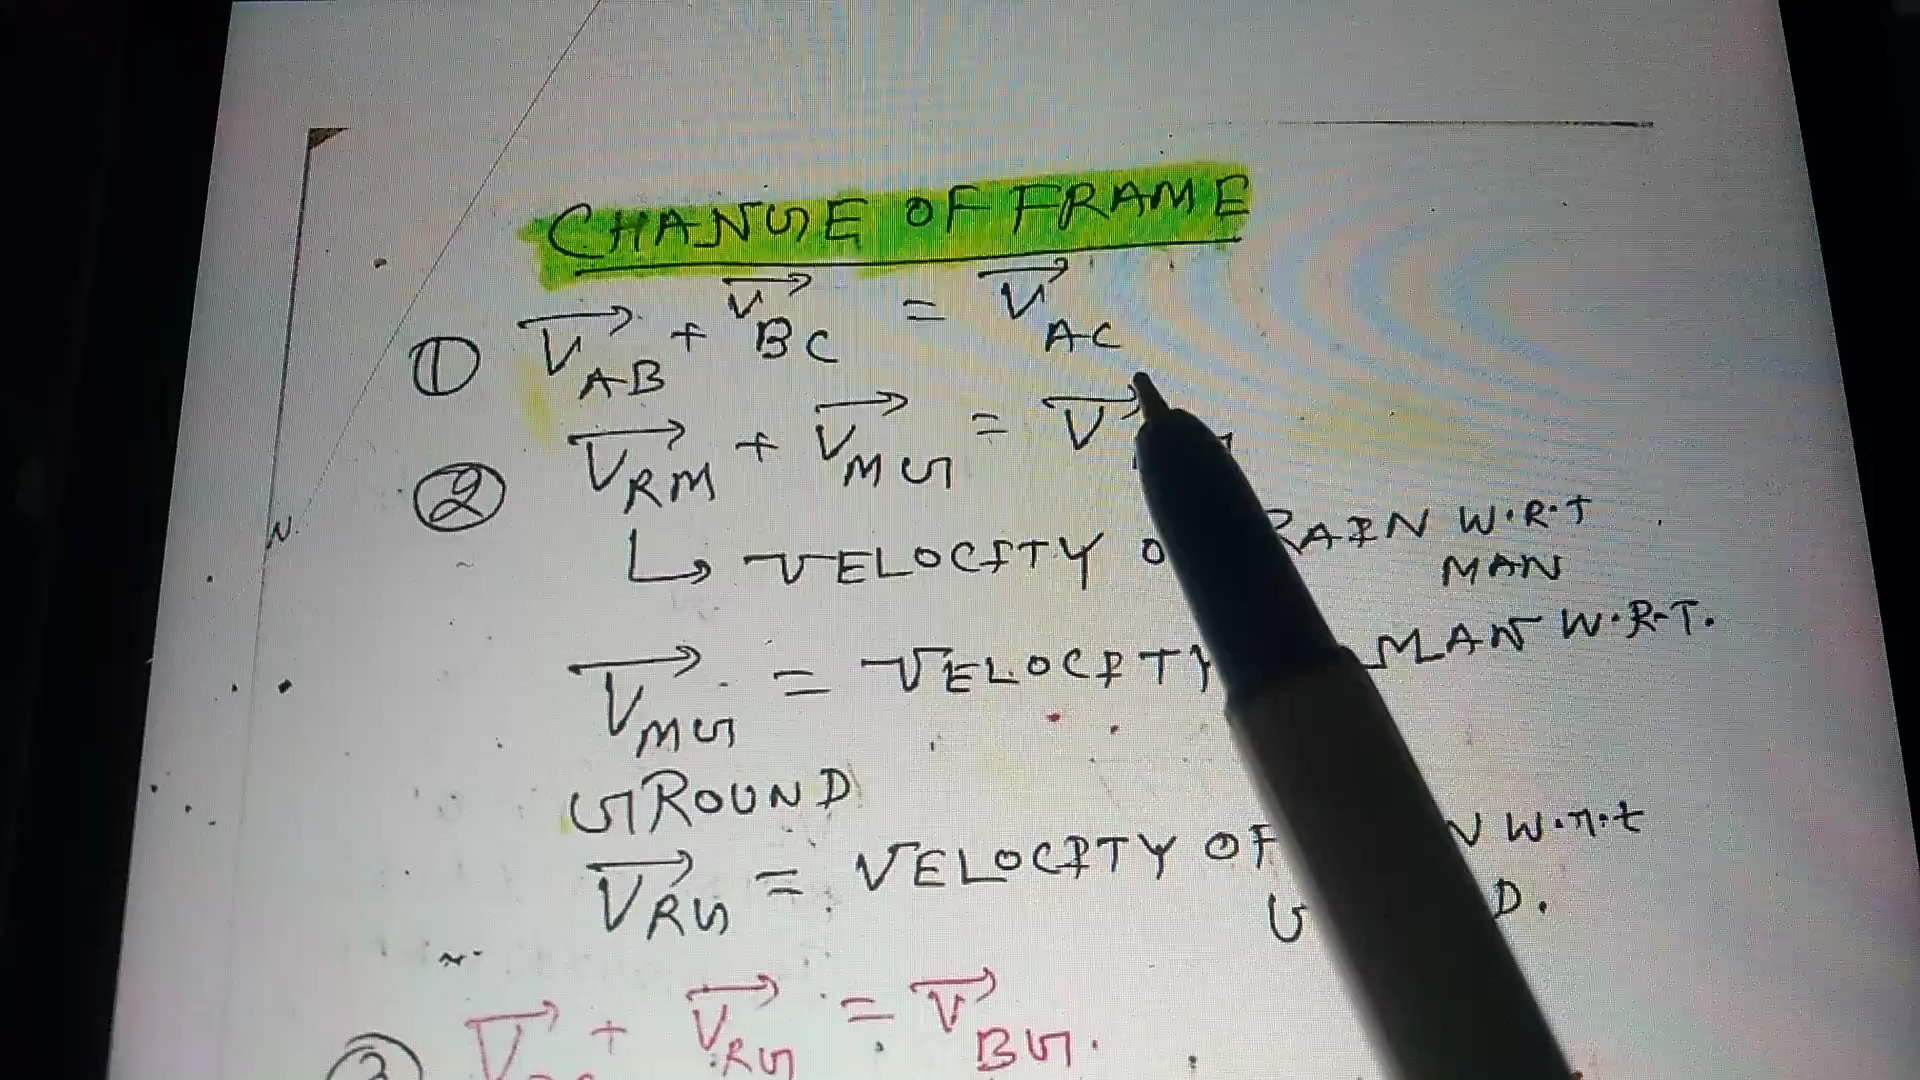 CHANGE OF FRAME
① V⃗AB + V⃗BC = V⃗AC
② V⃗RM + V⃗MG = V⃗
↳ VELOCITY RAIN W.R.T
MAN
V⃗MG = VELOCITY MAN W.R.T.
GROUND
V⃗RG = VELOCITY OF W.r.t
③ V⃗ + V⃗RG = V⃗BG.